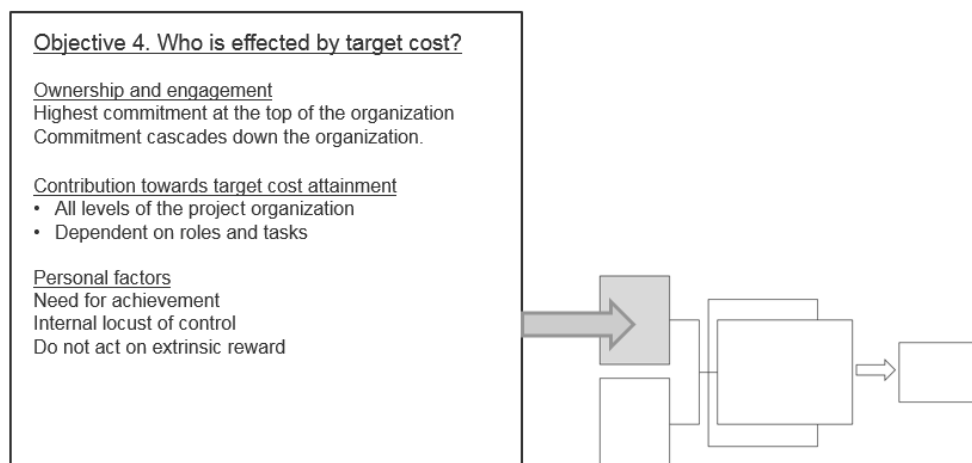 Objective 4. Who is effected by target cost?
Ownership and engagement
Highest commitment at the top of the organization
Commitment cascades down the organization.
Contribution towards target cost attainment
• All levels of the project organization
• Dependent on roles and tasks
Personal factors
Need for achievement
Internal locust of control
Do not act on extrinsic reward